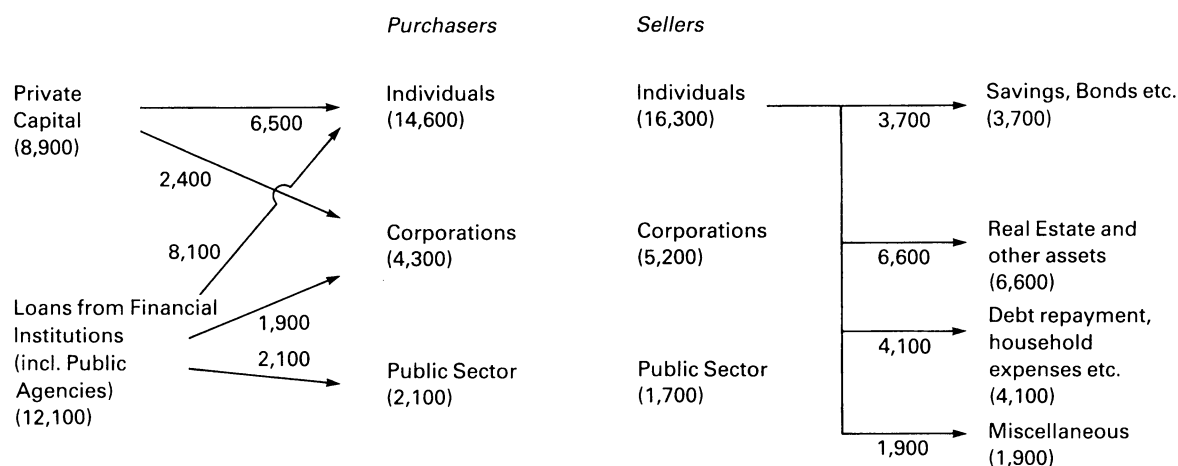 Purchasers
Sellers
Private
Capital
(8,900)
6,500
2,400
8,100
Loans from Financial
Institutions
(incl. Public
Agencies)
(12,100)
1,900
2,100
Individuals
(14,600)
Corporations
(4,300)
Public Sector
(2,100)
Individuals
(16,300)
Corporations
(5,200)
Public Sector
(1,700)
3,700
6,600
4,100
1,900
Savings, Bonds etc.
(3,700)
Real Estate and
other assets
(6,600)
Debt repayment,
household
expenses etc.
(4,100)
Miscellaneous
(1,900)